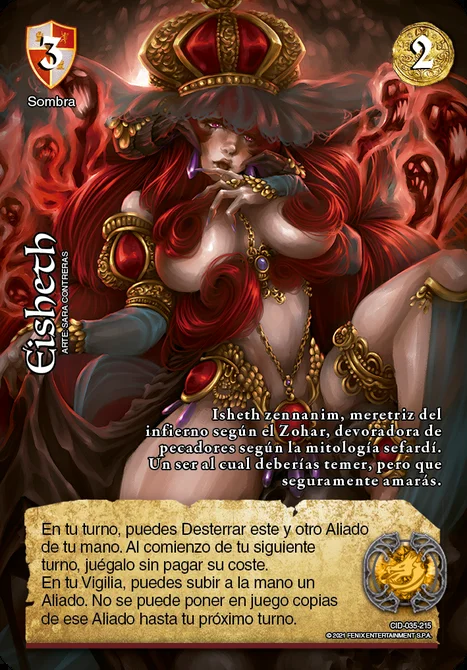 3
2
Sombra
Eisheth
ARTE: SARA CONTRERAS
Isheth zennanim, meretriz del
infierno según el Zohar, devoradora de
pecadores según la mitología sefardí.
Un ser al cual deberías temer, pero que
seguramente amarás.
En tu turno, puedes Desterrar este y otro Aliado
de tu mano. Al comienzo de tu siguiente
turno, juégalo sin pagar su coste.
En tu Vigilia, puedes subir a la mano un
Aliado. No se puede poner en juego copias
de ese Aliado hasta tu próximo turno.
CID-035-215
© 2021 FENIX ENTERTAINMENT S.P.A.